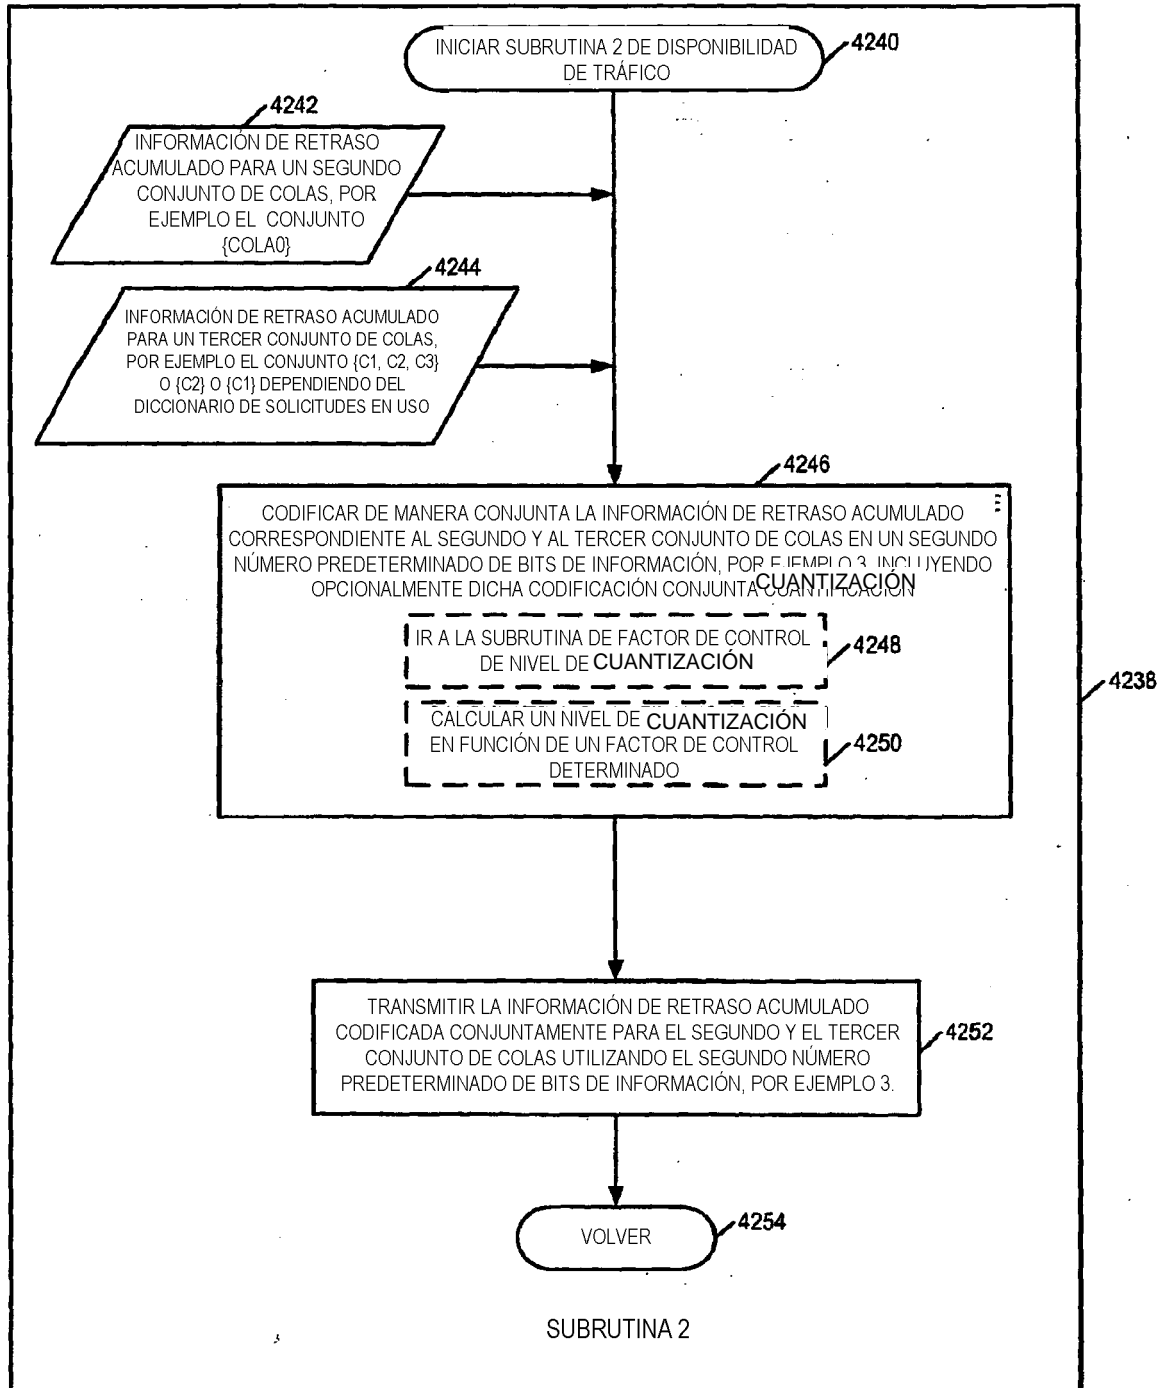 INICIAR SUBRUTINA 2 DE DISPONIBILIDAD
DE TRÁFICO
4240
4242
INFORMACIÓN DE RETRASO
ACUMULADO PARA UN SEGUNDO
CONJUNTO DE COLAS, POR
EJEMPLO EL CONJUNTO
{COLA0}
4244
INFORMACIÓN DE RETRASO ACUMULADO
PARA UN TERCER CONJUNTO DE COLAS,
POR EJEMPLO EL CONJUNTO {C1, C2, C3}
O {C2} O {C1} DEPENDIENDO DEL
DICCIONARIO DE SOLICITUDES EN USO
4246
CODIFICAR DE MANERA CONJUNTA LA INFORMACIÓN DE RETRASO ACUMULADO
CORRESPONDIENTE AL SEGUNDO Y AL TERCER CONJUNTO DE COLAS EN UN SEGUNDO
NÚMERO PREDETERMINADO DE BITS DE INFORMACIÓN, POR EJEMPLO 3, INCLUYENDO
OPCIONALMENTE DICHA CODIFICACIÓN CONJUNTA CUANTIZACIÓN
IR A LA SUBRUTINA DE FACTOR DE CONTROL
DE NIVEL DE CUANTIZACIÓN
4248
CALCULAR UN NIVEL DE CUANTIZACIÓN
EN FUNCIÓN DE UN FACTOR DE CONTROL
DETERMINADO
4250
4238
TRANSMITIR LA INFORMACIÓN DE RETRASO ACUMULADO
CODIFICADA CONJUNTAMENTE PARA EL SEGUNDO Y EL TERCER
CONJUNTO DE COLAS UTILIZANDO EL SEGUNDO NÚMERO
PREDETERMINADO DE BITS DE INFORMACIÓN, POR EJEMPLO 3.
4252
VOLVER
4254
SUBRUTINA 2